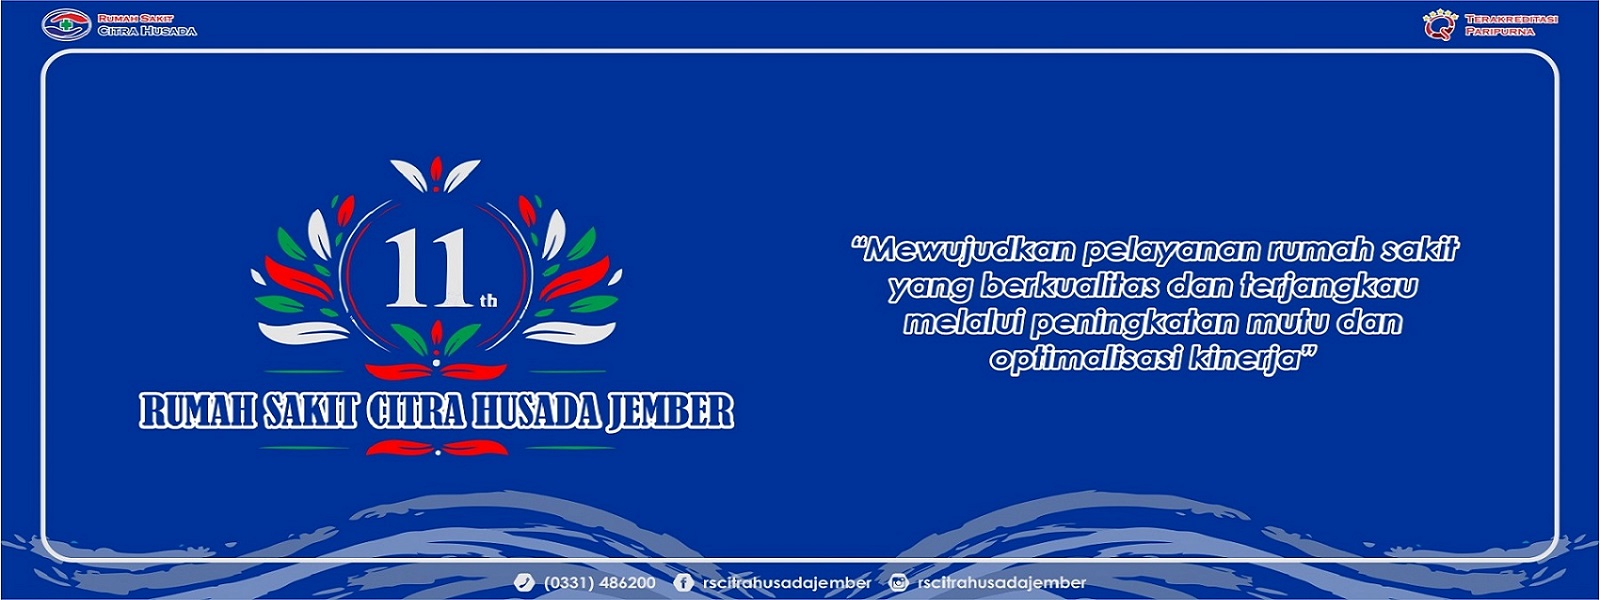 RUMAH SAKIT
CITRA HUSADA
TERAKREDITASI
PARIPURNA
11th
RUMAH SAKIT CITRA HUSADA JEMBER
“Mewujudkan pelayanan rumah sakit
yang berkualitas dan terjangkau
melalui peningkatan mutu dan
optimalisasi kinerja”
(0331) 486200 rscitrahusadajember rscitrahusadajember